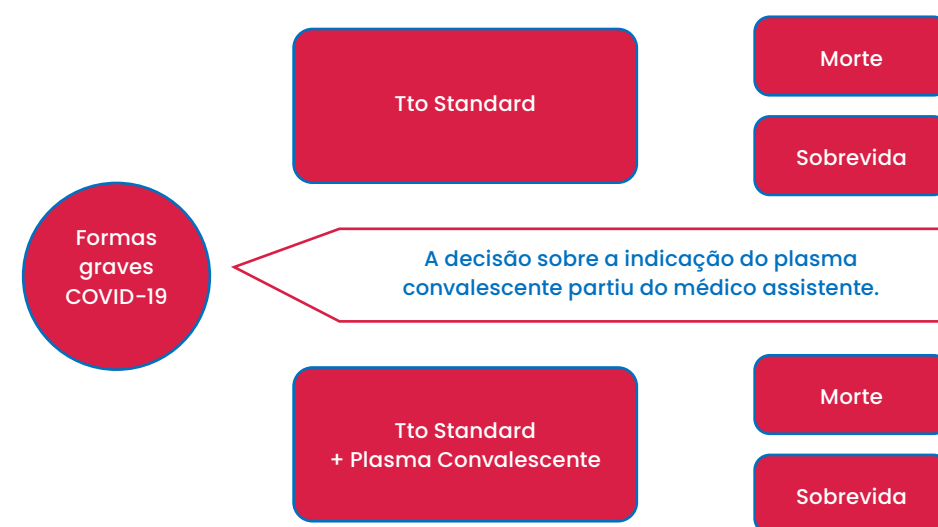 Tto Standard
Morte
Sobrevida
Formas
graves
COVID-19
A decisão sobre a indicação do plasma
convalescente partiu do médico assistente.
Tto Standard
+ Plasma Convalescente
Morte
Sobrevida